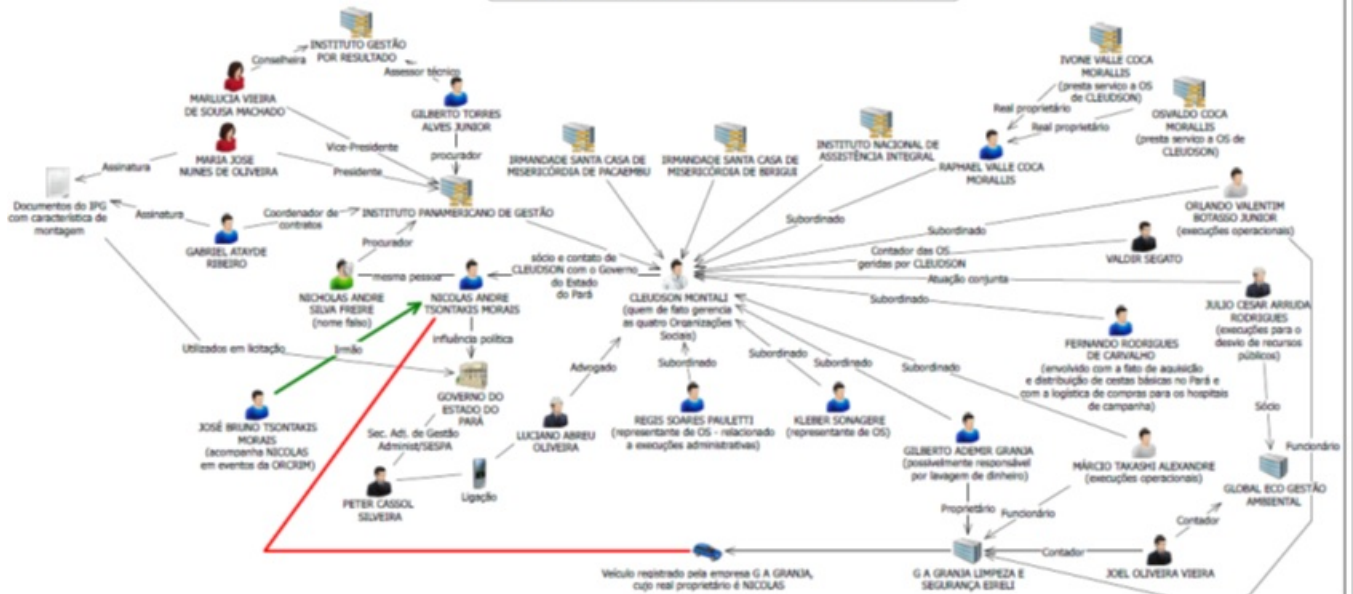 INSTITUTO GESTÃO
POR RESULTADO
Conselheira
Assessor técnico
MARLUCIA VIEIRA
DE SOUSA MACHADO
GILBERTO TORRES
ALVES JUNIOR
Vice-Presidente
procurador
MARIA JOSE
NUNES DE OLIVEIRA
Assinatura
Presidente
Documentos do IPG
com característica de
montagem
Assinatura
GABRIEL ATAYDE
RIBEIRO
Coordenador de
contratos
INSTITUTO PANAMERICANO DE GESTÃO
Procurador
NICHOLAS ANDRE
SILVA FREIRE
(nome falso)
mesma pessoa
NICOLAS ANDRE
TSONTAKIS MORAIS
sócio e contato de
CLEUDSON com o Governo
do Estado
do Pará
Utilizados em licitação
Irmão
influência política
JOSÉ BRUNO TSONTAKIS
MORAIS
(acompanha NICOLAS
em eventos da ORCRIM)
GOVERNO DO
ESTADO DO
PARÁ
Sec. Adj. de Gestão
Administ/SESPA
PETER CASSOL
SILVEIRA
Ligação
LUCIANO ABREU
OLIVEIRA
Advogado
IRMANDADE SANTA CASA DE
MISERICÓRDIA DE PACAEMBU
IRMANDADE SANTA CASA DE
MISERICÓRDIA DE BIRIGUI
INSTITUTO NACIONAL DE
ASSISTÊNCIA INTEGRAL
IVONE VALLE COCA
MORALLIS
(presta serviço a OS
de CLEUDSON)
Real proprietário
Real proprietário
OSVALDO COCA
MORALLIS
(presta serviço a OS de
CLEUDSON)
RAPHAEL VALLE COCA
MORALLIS
Subordinado
ORLANDO VALENTIM
BOTASSO JUNIOR
(execuções operacionais)
Subordinado
Contador das OS
geridas por CLEUDSON
VALDIR SEGATO
Atuação conjunta
JULIO CESAR ARRUDA
RODRIGUES
(execuções para o
desvio de recursos
públicos)
Subordinado
CLEUDSON MONTALI
(quem de fato gerencia
as quatro Organizações
Sociais)
FERNANDO RODRIGUES
DE CARVALHO
(envolvido com a fato de aquisição
e distribuição de cestas básicas no Pará e
com a logística de compras para os hospitais
de campanha)
Subordinado
Subordinado
Subordinado
Subordinado
REGIS SOARES PAULETTI
(representante de OS - relacionado
a execuções administrativas)
KLEBER SONAGERE
(representante de OS)
GILBERTO ADEMIR GRANJA
(possivelmente responsável
por lavagem de dinheiro)
MÁRCIO TAKASHI ALEXANDRE
(execuções operacionais)
Sócio
Funcionário
GLOBAL ECO GESTÃO
AMBIENTAL
Proprietário
Funcionário
Contador
Contador
Veículo registrado pela empresa G A GRANJA,
cujo real proprietário é NICOLAS
G A GRANJA LIMPEZA E
SEGURANÇA EIRELI
JOEL OLIVEIRA VIEIRA